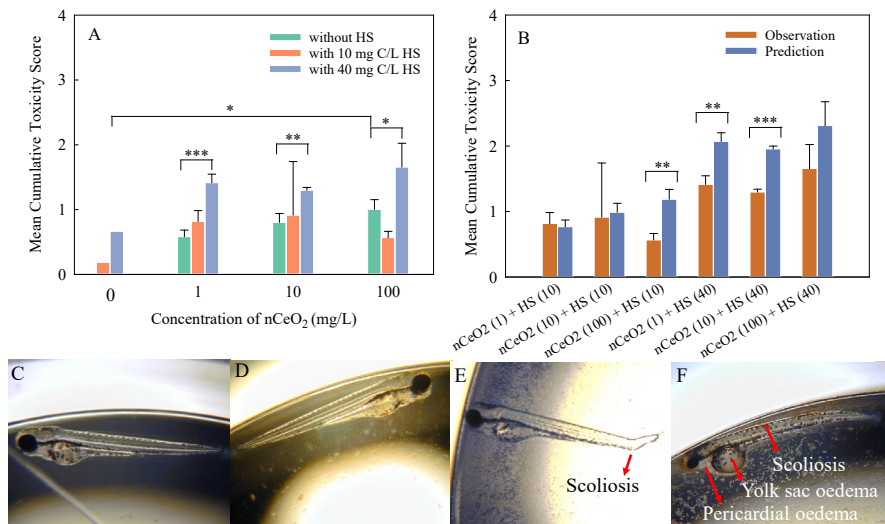 A
without HS
with 10 mg C/L HS
with 40 mg C/L HS
Mean Cumulative Toxicity Score
4
3
2
1
0
*
***
**
*
0
1
10
100
Concentration of nCeO2 (mg/L)
B
Observation
Prediction
Mean Cumulative Toxicity Score
4
3
2
1
0
**
**
***
nCeO2 (1) + HS (10)
nCeO2 (10) + HS (10)
nCeO2 (100) + HS (10)
nCeO2 (1) + HS (40)
nCeO2 (10) + HS (40)
nCeO2 (100) + HS (40)
C
D
E
Scoliosis
F
Scoliosis
Yolk sac oedema
Pericardial oedema